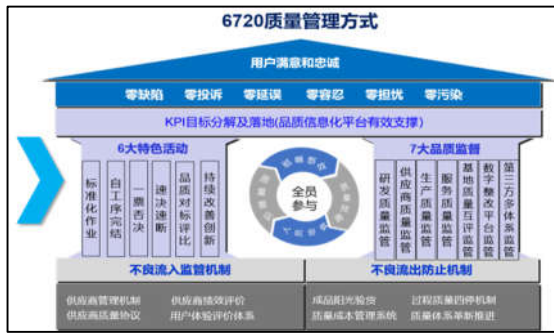 6720质量管理方式
用户满意和忠诚
零缺陷 零投诉 零延误 零容忍 零担忧 零污染
KPI目标分解及落地(品质信息化平台有效支撑)
6大特色活动
标准化作业
自工序完结
一票否决
速决速断
品质对标评比
持续改善创新
全员
参与
7大品质监督
研发质量监管
供应商质量监管
生产质量监管
服务质量监管
基地质量互评监管
数字整改平台监管
第三方多体系监管
不良流入监管机制
不良流出防止机制
供应商管理机制 供应商绩效评价
供应商质量协议 用户体验评价体系
成品阳光验货 过程质量四停机制
质量成本管理系统 质量体系革新推进